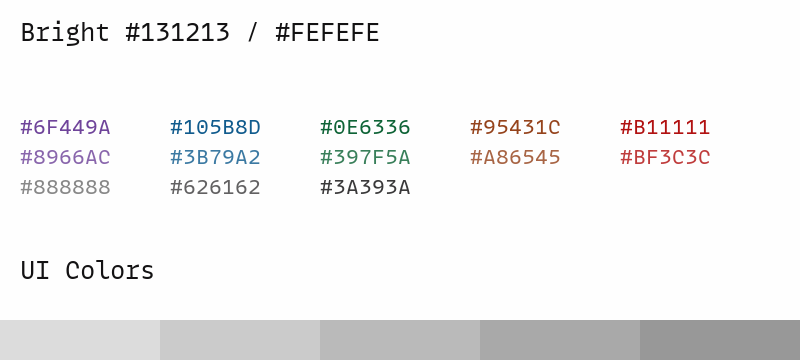 Bright #131213 / #FEFEFE
#6F449A #105B8D #0E6336 #95431C #B11111
#8966AC #3B79A2 #397F5A #A86545 #BF3C3C
#888888 #626162 #3A393A
UI Colors